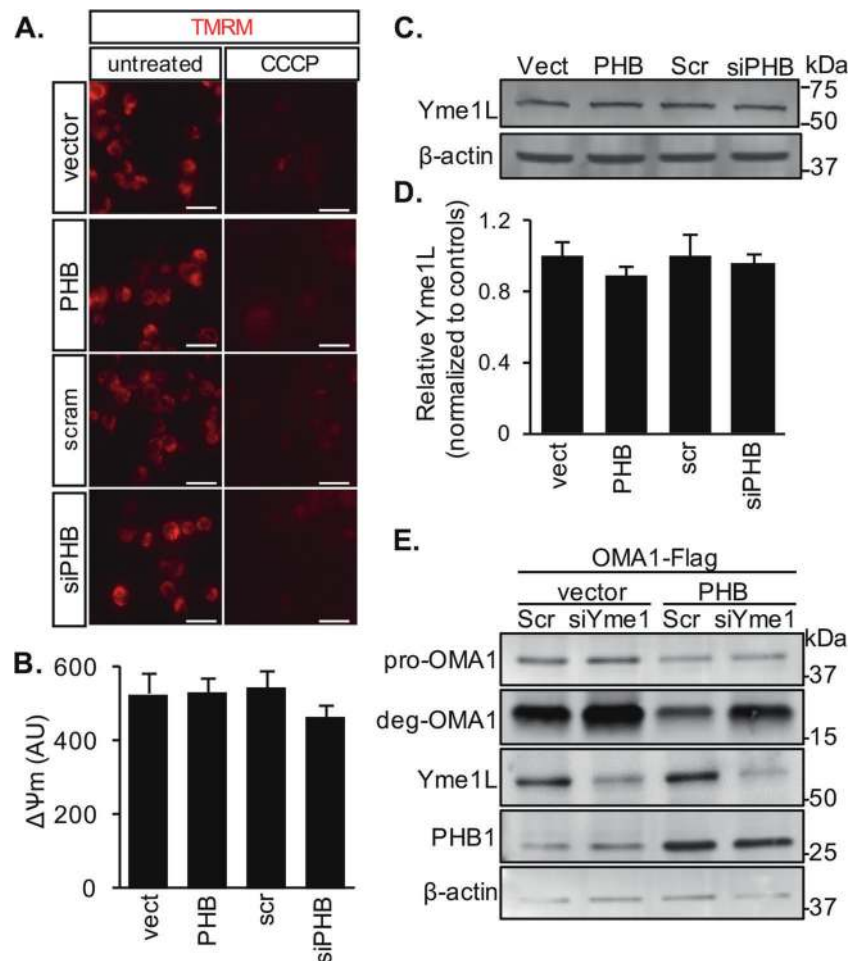 A.
TMRM
untreated CCCP
vector
PHB
scram
siPHB
B.
600
400
200
0
ΔΨm (AU)
vect PHB scr siPHB
C.
Vect PHB Scr siPHB kDa
Yme1L
-75
-50
β-actin
-37
D.
1.2
0.8
0.4
0
Relative Yme1L
(normalized to controls)
vect PHB scr siPHB
E.
OMA1-Flag
vector PHB
Scr siYme1 Scr siYme1 kDa
pro-OMA1
-37
deg-OMA1
-15
Yme1L
-50
PHB1
-25
β-actin
-37